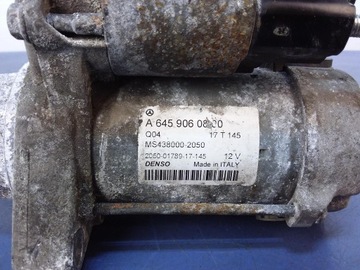 A 645 906 08 00
Q04 17 T 145
MS438000-2050
2050-01789-17-145 12 V
DENSO Made in ITALY